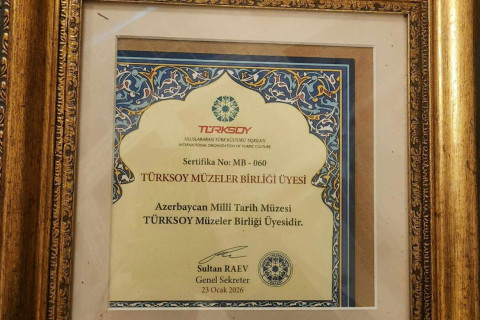 TÜRKSOY
ULUSLARARASI TÜRK KÜLTÜRÜ TEŞKİLATI
INTERNATIONAL ORGANIZATION OF TURKIC CULTURE
Sertifika No: MB - 060
TÜRKSOY MÜZELER BİRLİĞİ ÜYESİ
Azerbaycan Millî Tarih Müzesi
TÜRKSOY Müzeler Birliği Üyesidir.
Sultan RAEV
Genel Sekreter
23 Ocak 2026